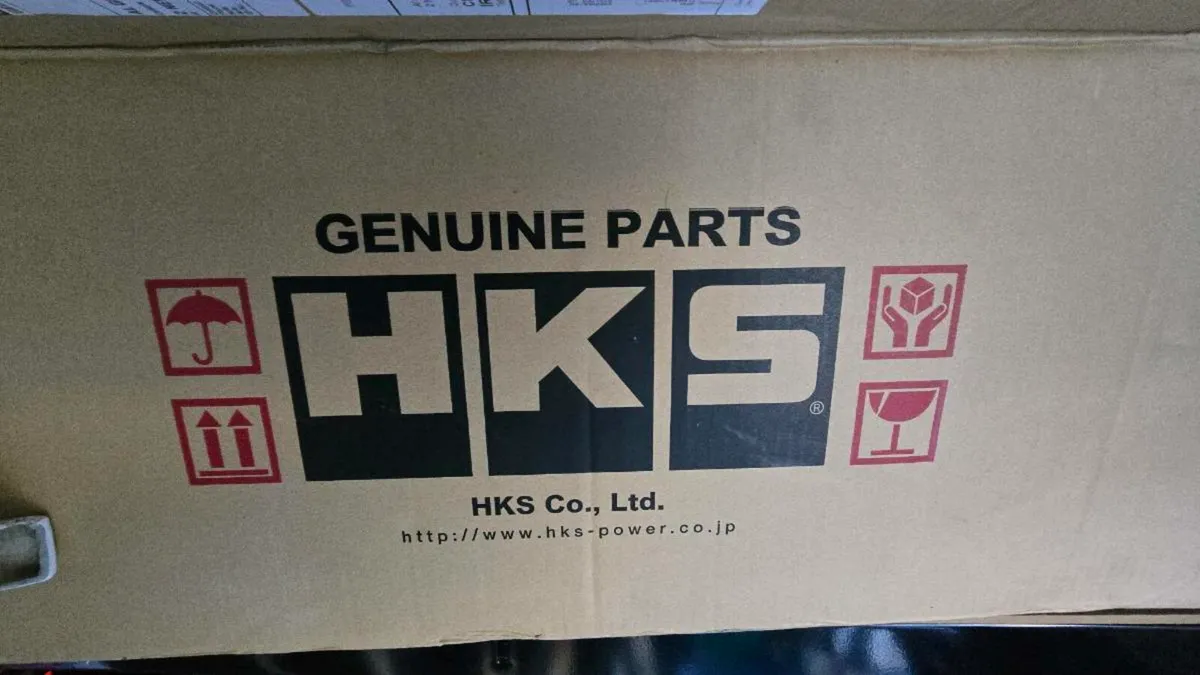 GENUINE PARTS
HKS
®
HKS Co., Ltd.
http://www.hks-power.co.jp